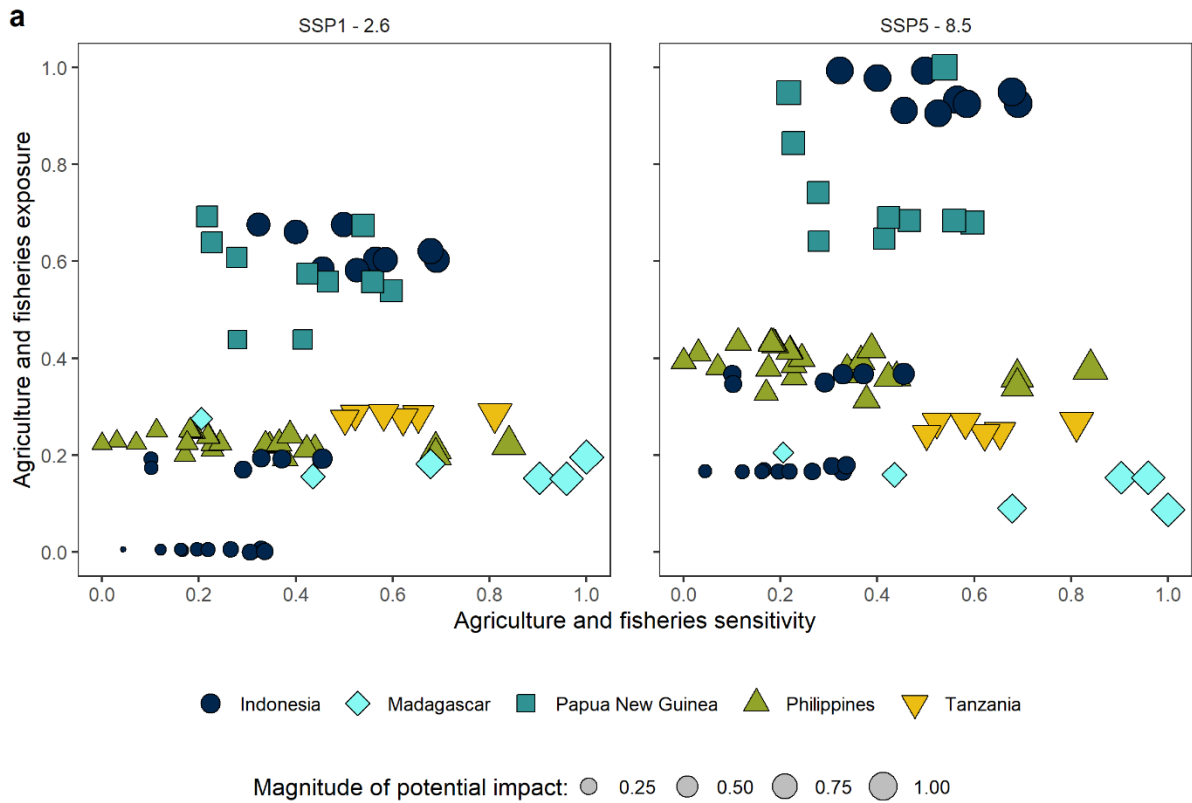 a
SSP1 - 2.6
SSP5 - 8.5
Agriculture and fisheries exposure
1.0
0.8
0.6
0.4
0.2
0.0
0.0 0.2 0.4 0.6 0.8 1.0
0.0 0.2 0.4 0.6 0.8 1.0
Agriculture and fisheries sensitivity
Indonesia Madagascar Papua New Guinea Philippines Tanzania
Magnitude of potential impact: 0.25 0.50 0.75 1.00